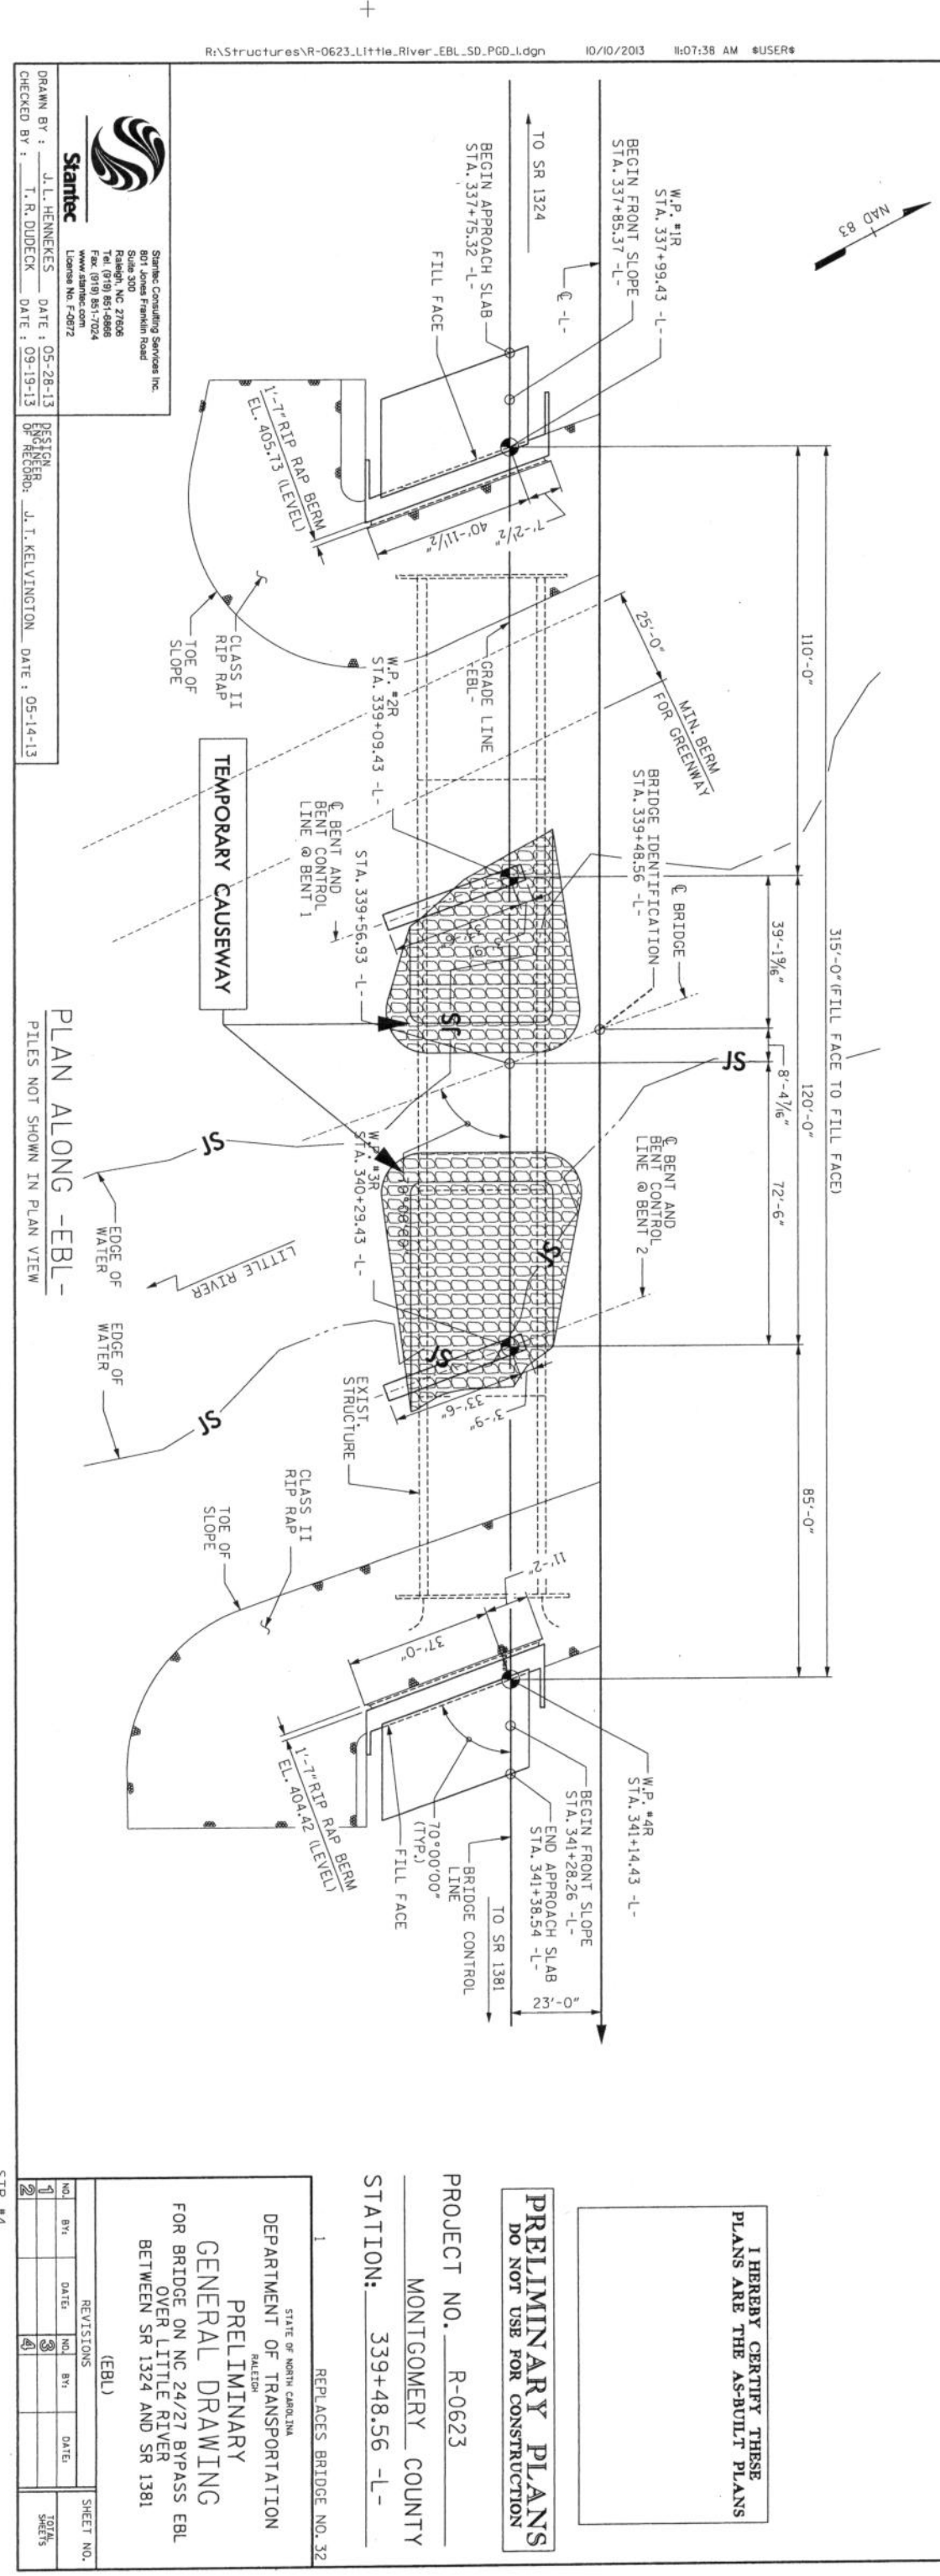 R:\Structures\R-0623_Little_River_EBL_SD_PGD_1.dgn 10/10/2013 11:07:38 AM $USER$
NAD 83
W.P. #1R
STA. 337+99.43 -L-
BEGIN FRONT SLOPE
STA. 337+85.37 -L-
℄ -L-
TO SR 1324
BEGIN APPROACH SLAB
STA. 337+75.32 -L-
FILL FACE
1'-7" RIP RAP BERM
EL. 405.73 (LEVEL)
40'-11½"
7'-2½"
CLASS II
RIP RAP
TOE OF
SLOPE
315'-0" (FILL FACE TO FILL FACE)
110'-0"
120'-0"
85'-0"
39'-1⁹⁄₁₆"
8'-4⁷⁄₁₆"
72'-6"
25'-0"
MIN. BERM
FOR GREENWAY
GRADE LINE
-EBL-
W.P. #2R
STA. 339+09.43 -L-
BRIDGE IDENTIFICATION
STA. 339+48.56 -L-
℄ BRIDGE
℄ BENT AND
BENT CONTROL
LINE @ BENT 1
STA. 339+56.93 -L-
TEMPORARY CAUSEWAY
SL
SL
SL
SL
SL
SL
℄ BENT AND
BENT CONTROL
LINE @ BENT 2
W.P. #3R
STA. 340+29.43 -L-
33'-6"
3'-9"
EDGE OF
WATER
LITTLE RIVER
EDGE OF
WATER
EXIST.
STRUCTURE
CLASS II
RIP RAP
TOE OF
SLOPE
11'-2"
37'-0"
1'-7" RIP RAP BERM
EL. 404.42 (LEVEL)
W.P. #4R
STA. 341+14.43 -L-
BEGIN FRONT SLOPE
STA. 341+28.26 -L-
END APPROACH SLAB
STA. 341+38.54 -L-
70°00'00"
(TYP.)
FILL FACE
BRIDGE CONTROL
LINE
TO SR 1381
23'-0"
PLAN ALONG -EBL-
PILES NOT SHOWN IN PLAN VIEW
Stantec
Stantec Consulting Services Inc.
801 Jones Franklin Road
Suite 300
Raleigh, NC 27606
Tel. (919) 851-6866
Fax. (919) 851-7024
www.stantec.com
License No. F-0672
DRAWN BY : J. L. HENNEKES DATE : 05-28-13
CHECKED BY : T. R. DUDECK DATE : 09-19-13
DESIGN
ENGINEER
OF RECORD: J. T. KELVINGTON DATE : 05-14-13
I HEREBY CERTIFY THESE
PLANS ARE THE AS-BUILT PLANS
PRELIMINARY PLANS
DO NOT USE FOR CONSTRUCTION
PROJECT NO. R-0623
MONTGOMERY COUNTY
STATION: 339+48.56 -L-
1 REPLACES BRIDGE NO. 32
STATE OF NORTH CAROLINA
DEPARTMENT OF TRANSPORTATION
RALEIGH
PRELIMINARY
GENERAL DRAWING
FOR BRIDGE ON NC 24/27 BYPASS EBL
OVER LITTLE RIVER
BETWEEN SR 1324 AND SR 1381
(EBL)
REVISIONS
SHEET NO.
NO. BY: DATE: NO. BY: DATE:
1 3
2 4
TOTAL
SHEETS
STR #4